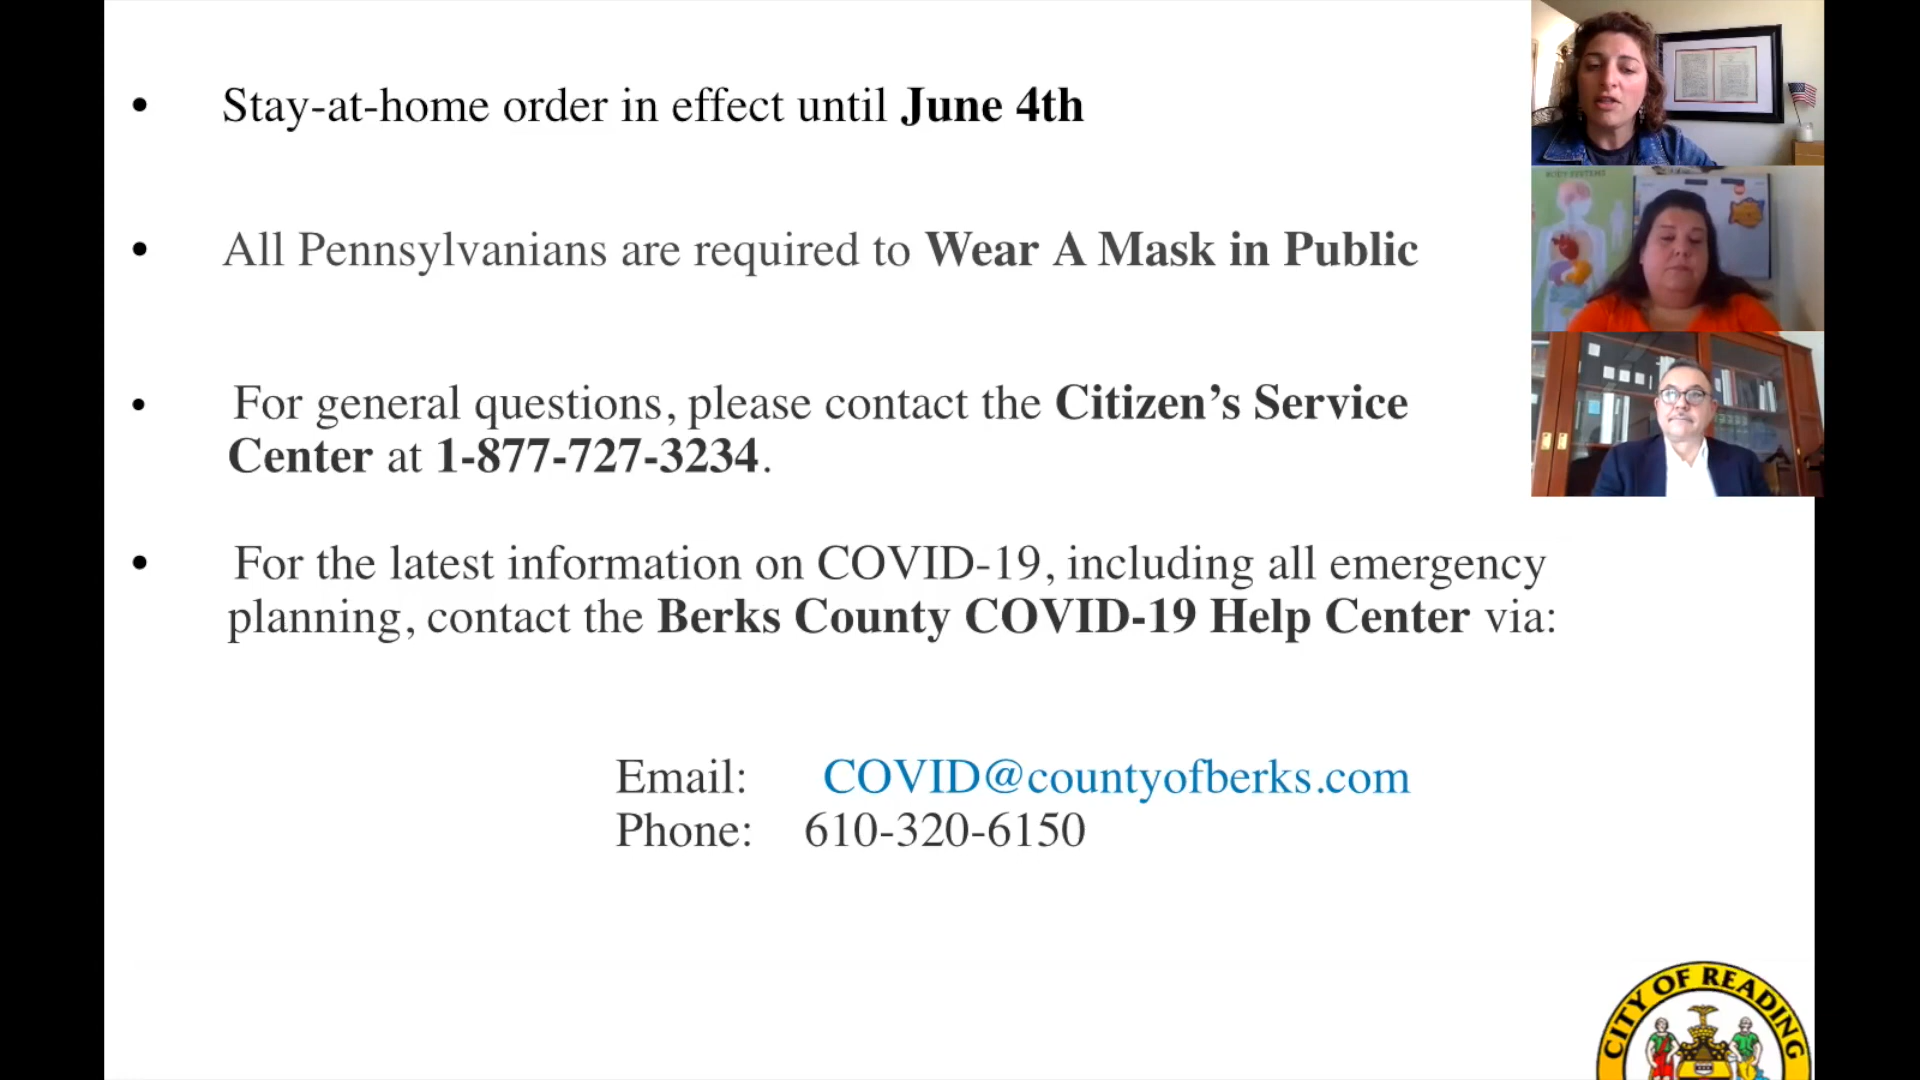 • Stay-at-home order in effect until June 4th
• All Pennsylvanians are required to Wear A Mask in Public
• For general questions, please contact the Citizen’s Service
Center at 1-877-727-3234.
• For the latest information on COVID-19, including all emergency
planning, contact the Berks County COVID-19 Help Center via:
Email: COVID@countyofberks.com
Phone: 610-320-6150
BODY SYSTEMS
CITY OF READING